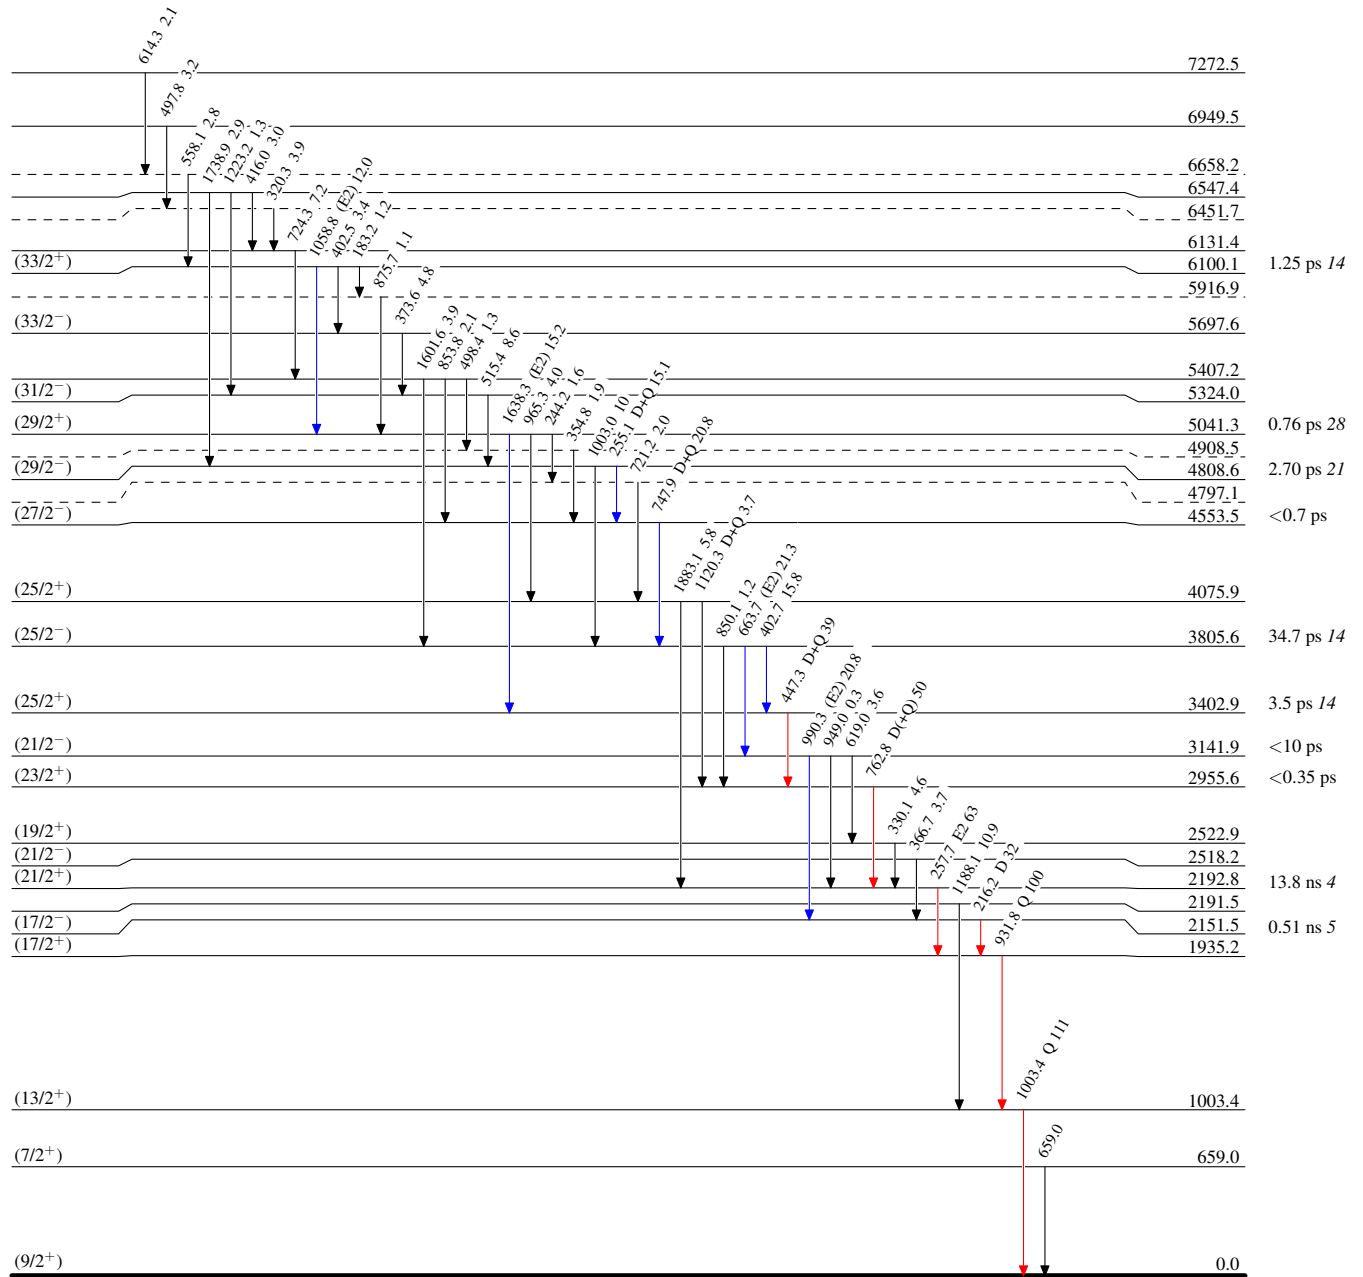 614.3 2.1
497.8 3.2
558.1 2.8
1738.9 2.9
1223.2 1.3
416.0 3.0
320.3 3.9
724.3 7.2
1058.8 (E2) 12.0
402.5 3.4
183.2 1.2
875.7 1.1
373.6 4.8
1601.6 3.9
853.8 2.1
498.4 1.3
515.4 8.6
1638.3 (E2) 15.2
965.3 4.0
244.2 1.6
354.8 1.9
1003.0 10
255.1 D+Q 15.1
721.2 2.0
747.9 D+Q 20.8
1883.1 5.8
1120.3 D+Q 3.7
850.1 1.2
663.7 (E2) 21.3
402.7 15.8
447.3 D+Q 39
990.3 (E2) 20.8
949.0 0.3
619.0 3.6
762.8 D(+Q) 50
330.1 4.6
366.7 3.7
257.7 E2 63
1188.1 10.9
216.2 D 32
931.8 Q 100
1003.4 Q 111
659.0
7272.5
6949.5
6658.2
6547.4
6451.7
6131.4
(33/2+) 6100.1 1.25 ps 14
5916.9
(33/2−) 5697.6
5407.2
(31/2−) 5324.0
(29/2+) 5041.3 0.76 ps 28
4908.5
(29/2−) 4808.6 2.70 ps 21
4797.1
(27/2−) 4553.5 <0.7 ps
(25/2+) 4075.9
(25/2−) 3805.6 34.7 ps 14
(25/2+) 3402.9 3.5 ps 14
(21/2−) 3141.9 <10 ps
(23/2+) 2955.6 <0.35 ps
(19/2+) 2522.9
(21/2−) 2518.2
(21/2+) 2192.8 13.8 ns 4
2191.5
(17/2−) 2151.5 0.51 ns 5
(17/2+) 1935.2
(13/2+) 1003.4
(7/2+) 659.0
(9/2+) 0.0